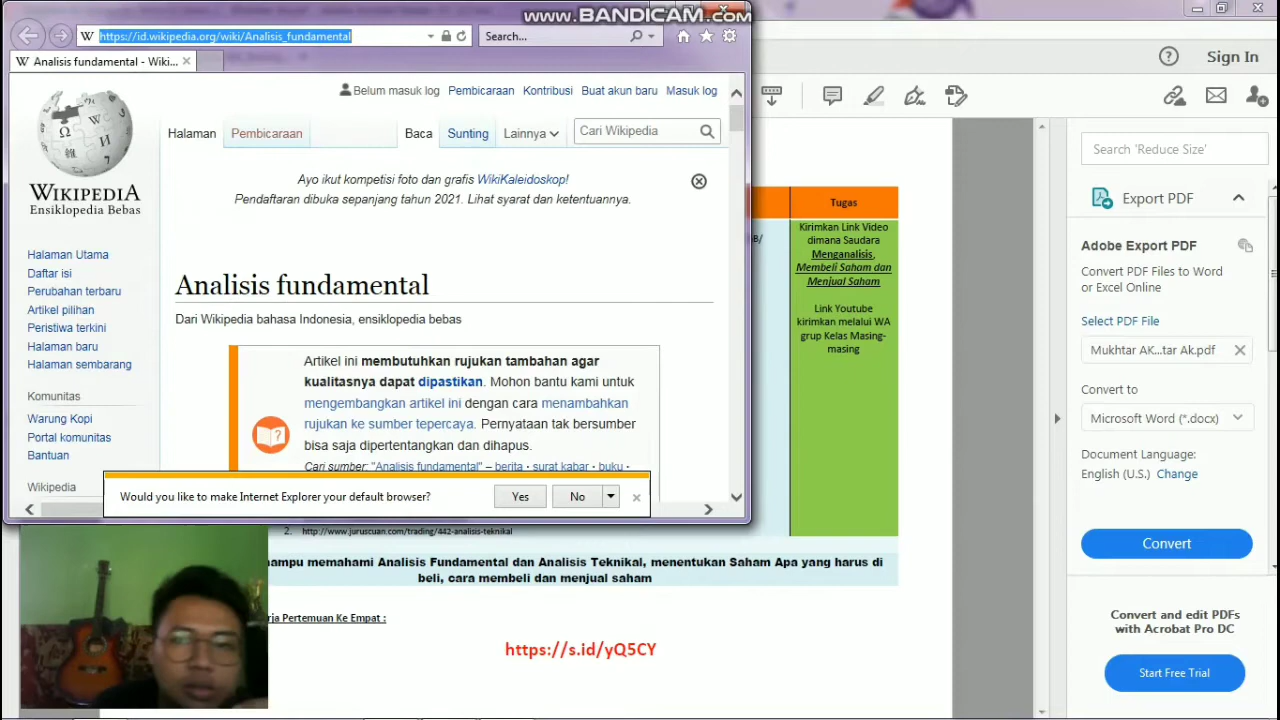 www.BANDICAM.com
https://id.wikipedia.org/wiki/Analisis_fundamental
Search...
W Analisis fundamental - Wiki...
Sign In
Belum masuk log Pembicaraan Kontribusi Buat akun baru Masuk log
Halaman Pembicaraan Baca Sunting Lainnya Cari Wikipedia
WIKIPEDIA
Ensiklopedia Bebas
Ayo ikut kompetisi foto dan grafis WikiKaleidoskop!
Pendaftaran dibuka sepanjang tahun 2021. Lihat syarat dan ketentuannya.
Halaman Utama
Daftar isi
Perubahan terbaru
Artikel pilihan
Peristiwa terkini
Halaman baru
Halaman sembarang
Komunitas
Warung Kopi
Portal komunitas
Bantuan
Wikipedia
Analisis fundamental
Dari Wikipedia bahasa Indonesia, ensiklopedia bebas
Artikel ini membutuhkan rujukan tambahan agar
kualitasnya dapat dipastikan. Mohon bantu kami untuk
mengembangkan artikel ini dengan cara menambahkan
rujukan ke sumber tepercaya. Pernyataan tak bersumber
bisa saja dipertentangkan dan dihapus.
Cari sumber: "Analisis fundamental" – berita · surat kabar · buku ·
Would you like to make Internet Explorer your default browser? Yes No
B/
Tugas
Kirimkan Link Video
dimana Saudara
Menganalisis,
Membeli Saham dan
Menjual Saham
Link Youtube
kirimkan melalui WA
grup Kelas Masing-
masing
2. http://www.juruscuan.com/trading/442-analisis-teknikal
mampu memahami Analisis Fundamental dan Analisis Teknikal, menentukan Saham Apa yang harus di
beli, cara membeli dan menjual saham
erja Pertemuan Ke Empat :
https://s.id/yQ5CY
Search 'Reduce Size'
Export PDF
Adobe Export PDF
Convert PDF Files to Word
or Excel Online
Select PDF File
Mukhtar AK...tar Ak.pdf
Convert to
Microsoft Word (*.docx)
Document Language:
English (U.S.) Change
Convert
Convert and edit PDFs
with Acrobat Pro DC
Start Free Trial